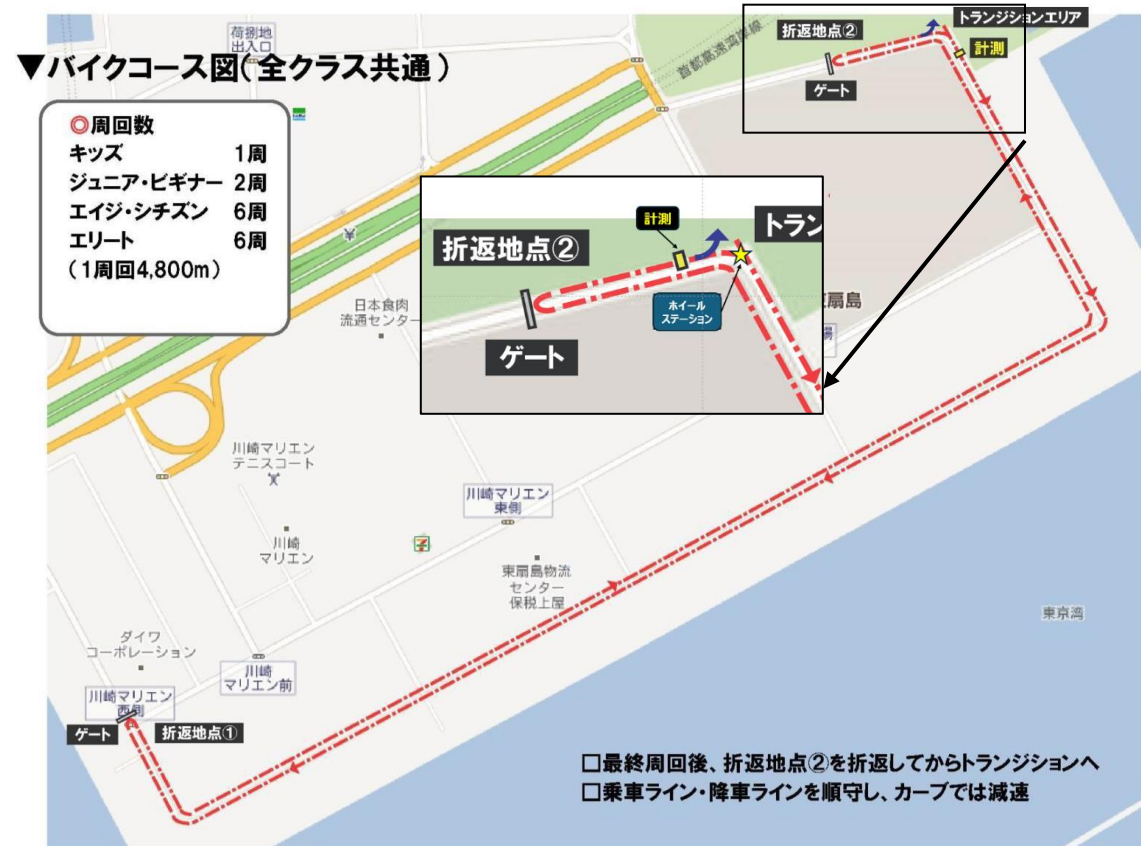 荷捌地
出入口
▼バイクコース図(全クラス共通)
◎周回数
キッズ 1周
ジュニア・ビギナー 2周
エイジ・シチズン 6周
エリート 6周
(1周回4,800m)
首都高速湾岸線
折返地点②
トランジションエリア
計測
ゲート
計測
折返地点②
トラン
ホイール
ステーション
ゲート
日本食肉
流通センター
扇島
川崎マリエン
テニスコート
川崎マリエン
東側
川崎
マリエン
東扇島物流
センター
保税上屋
東京湾
ダイワ
コーポレーション
川崎
マリエン前
川崎マリエン
西側
ゲート
折返地点①
□最終周回後、折返地点②を折返してからトランジションへ
□乗車ライン・降車ラインを順守し、カーブでは減速